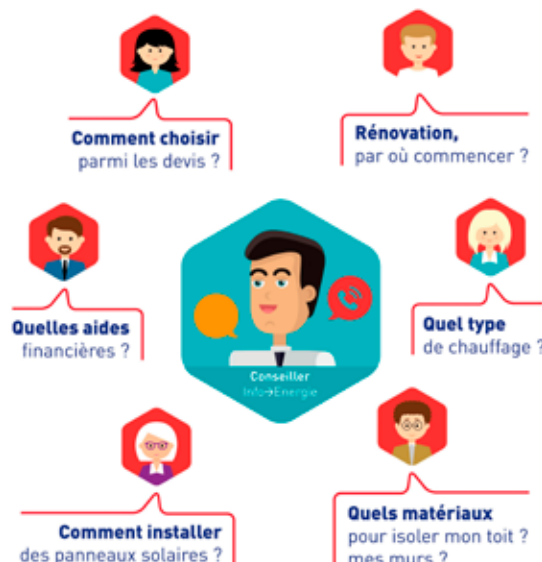 Comment choisir
parmi les devis ?
Rénovation,
par où commencer ?
Quelles aides
financières ?
Conseiller
Info→Energie
Quel type
de chauffage ?
Comment installer
des panneaux solaires ?
Quels matériaux
pour isoler mon toit ?
mes murs ?